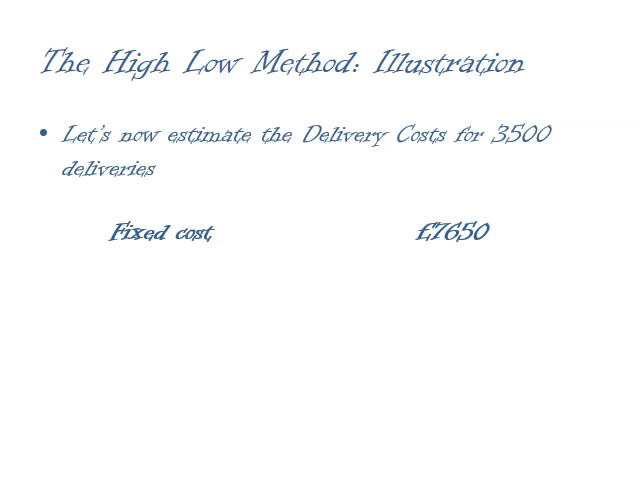 The High Low Method: Illustration
• Let's now estimate the Delivery Costs for 3500
deliveries
Fixed cost £7650